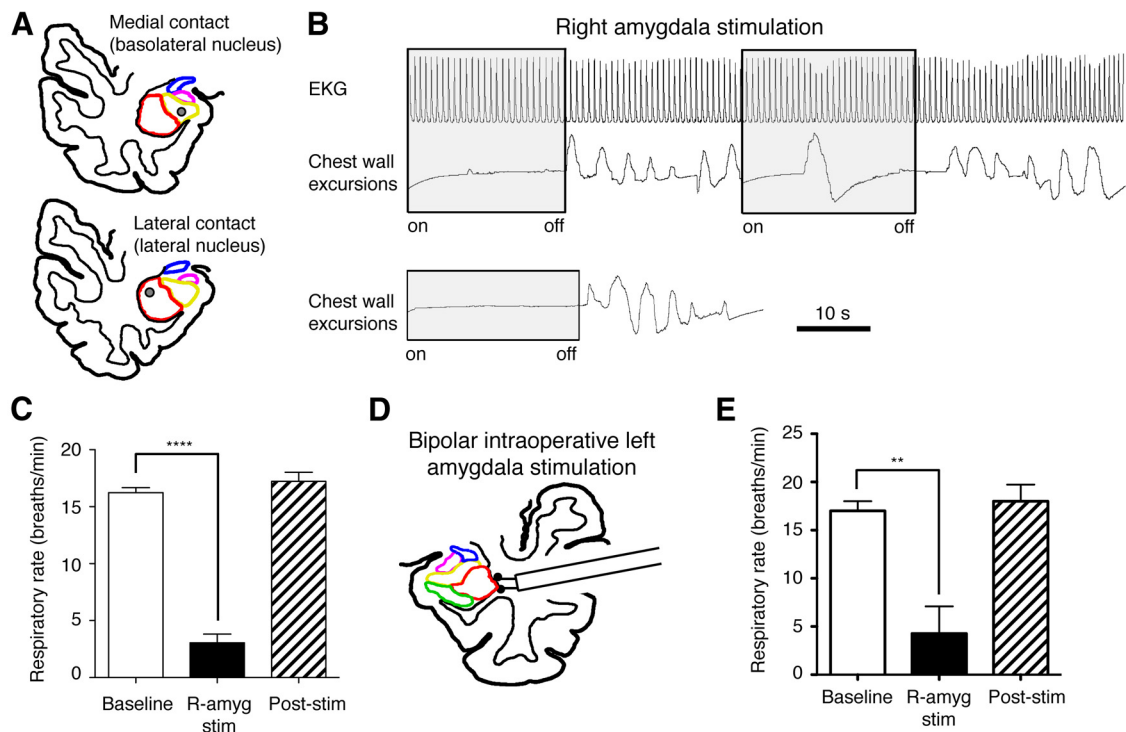 A
Medial contact
(basolateral nucleus)
Lateral contact
(lateral nucleus)
B
Right amygdala stimulation
EKG
Chest wall
excursions
on
off
on
off
Chest wall
excursions
on
off
10 s
C
Respiratory rate (breaths/min)
20
15
10
5
0
****
Baseline
R-amyg
stim
Post-stim
D
Bipolar intraoperative left
amygdala stimulation
E
Respiratory rate (breaths/min)
25
20
15
10
5
0
**
Baseline
R-amyg
stim
Post-stim